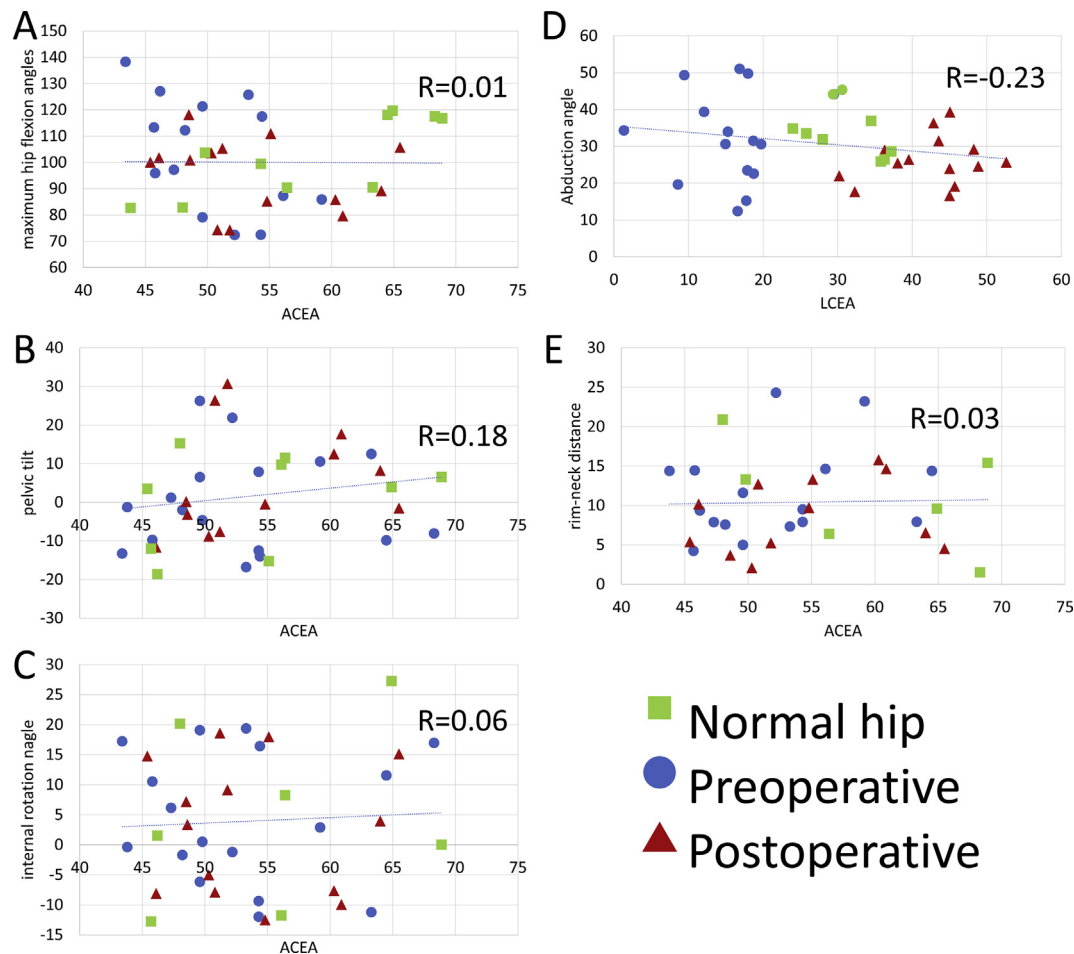 A
maximum hip flexion angles
150
140
130
120
110
100
90
80
70
60
R=0.01
40 45 50 55 60 65 70 75
ACEA
B
pelvic tilt
40
30
20
10
0
-10
-20
-30
R=0.18
45 50 55 60 65 70 75
ACEA
C
internal rotation nagle
30
25
20
15
10
5
0
-5
-10
-15
R=0.06
45 50 55 60 65 70 75
ACEA
D
Abduction angle
60
50
40
30
20
10
0
R=-0.23
0 10 20 30 40 50 60
LCEA
E
rim-neck distance
30
25
20
15
10
5
0
R=0.03
40 45 50 55 60 65 70 75
ACEA
Normal hip
Preoperative
Postoperative